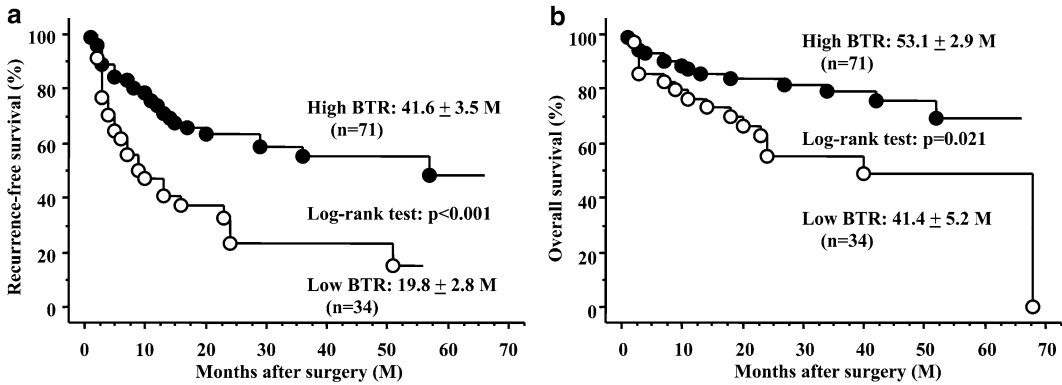 a
Recurrence-free survival (%)
100
80
60
40
20
0
High BTR: 41.6 ± 3.5 M
(n=71)
Log-rank test: p<0.001
Low BTR: 19.8 ± 2.8 M
(n=34)
0 10 20 30 40 50 60 70
Months after surgery (M)
b
Overall survival (%)
100
80
60
40
20
0
High BTR: 53.1 ± 2.9 M
(n=71)
Log-rank test: p=0.021
Low BTR: 41.4 ± 5.2 M
(n=34)
0 10 20 30 40 50 60 70
Months after surgery (M)